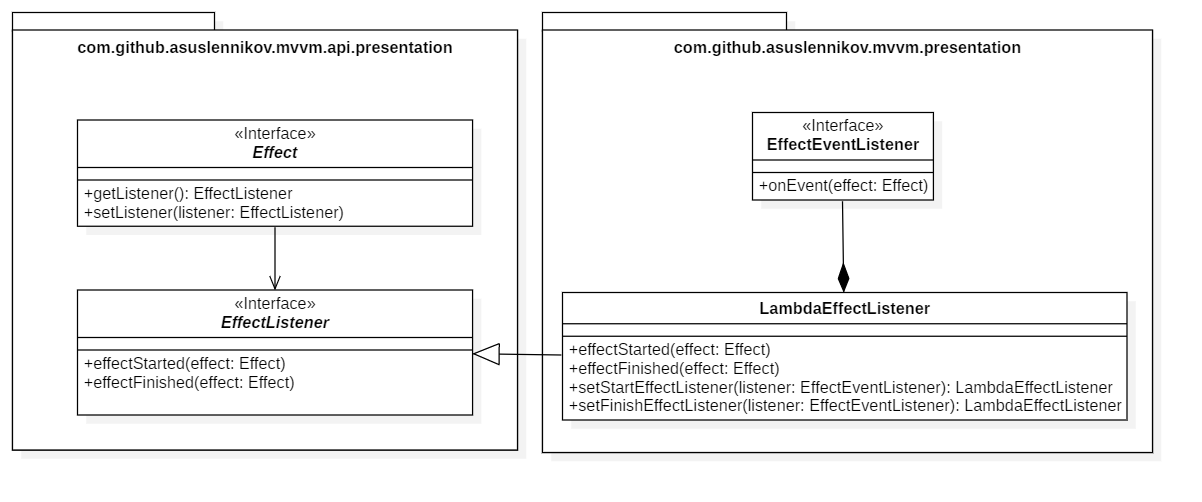 com.github.asuslennikov.mvvm.api.presentation
«Interface»
Effect
+getListener(): EffectListener
+setListener(listener: EffectListener)
«Interface»
EffectListener
+effectStarted(effect: Effect)
+effectFinished(effect: Effect)
com.github.asuslennikov.mvvm.presentation
«Interface»
EffectEventListener
+onEvent(effect: Effect)
LambdaEffectListener
+effectStarted(effect: Effect)
+effectFinished(effect: Effect)
+setStartEffectListener(listener: EffectEventListener): LambdaEffectListener
+setFinishEffectListener(listener: EffectEventListener): LambdaEffectListener